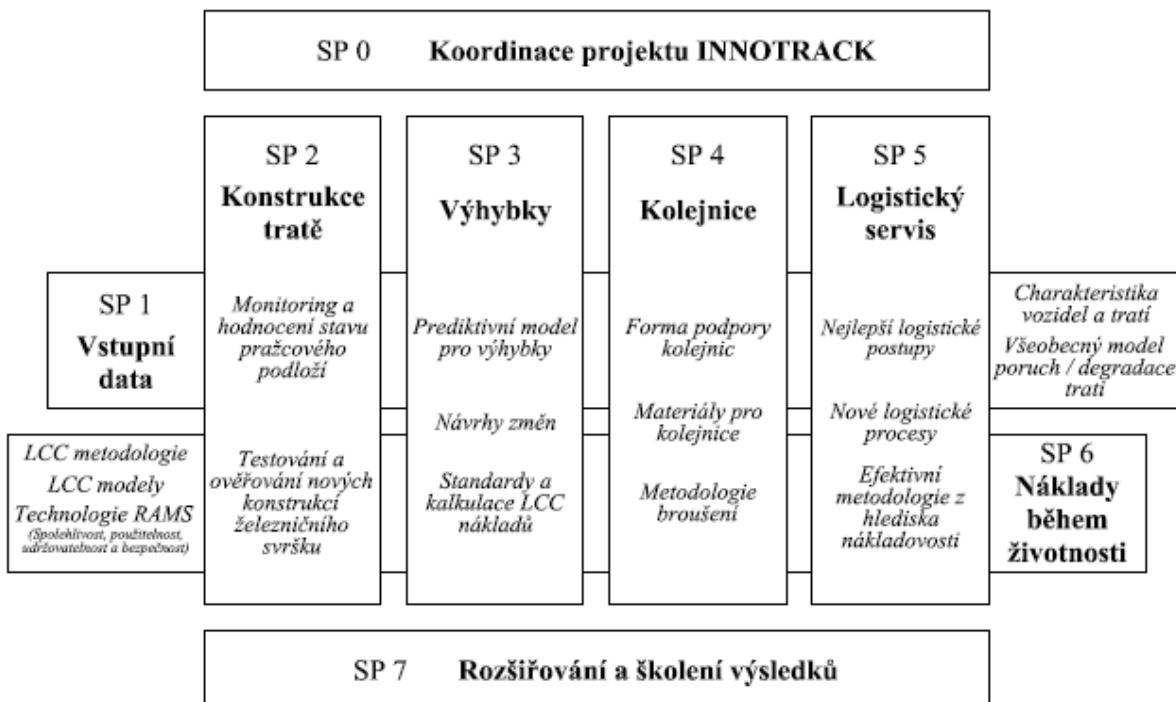 SP 0 Koordinace projektu INNOTRACK
SP 2
Konstrukce
tratě
SP 3
Výhybky
SP 4
Kolejnice
SP 5
Logistický
servis
SP 1
Vstupní
data
Monitoring a
hodnocení stavu
pražcového
podloží
Prediktivní model
pro výhybky
Forma podpory
kolejnic
Nejlepší logistické
postupy
Charakteristika
vozidel a tratí
Všeobecný model
poruch / degradace
tratí
Návrhy změn
Materiály pro
kolejnice
Nové logistické
procesy
LCC metodologie
LCC modely
Technologie RAMS
(Spolehlivost, použitelnost,
udržovatelnost a bezpečnost)
Testování a
ověřování nových
konstrukcí
železničního
svršku
Standardy a
kalkulace LCC
nákladů
Metodologie
broušení
Efektivní
metodologie z
hlediska
nákladovosti
SP 6
Náklady
během
životnosti
SP 7 Rozšiřování a školení výsledků